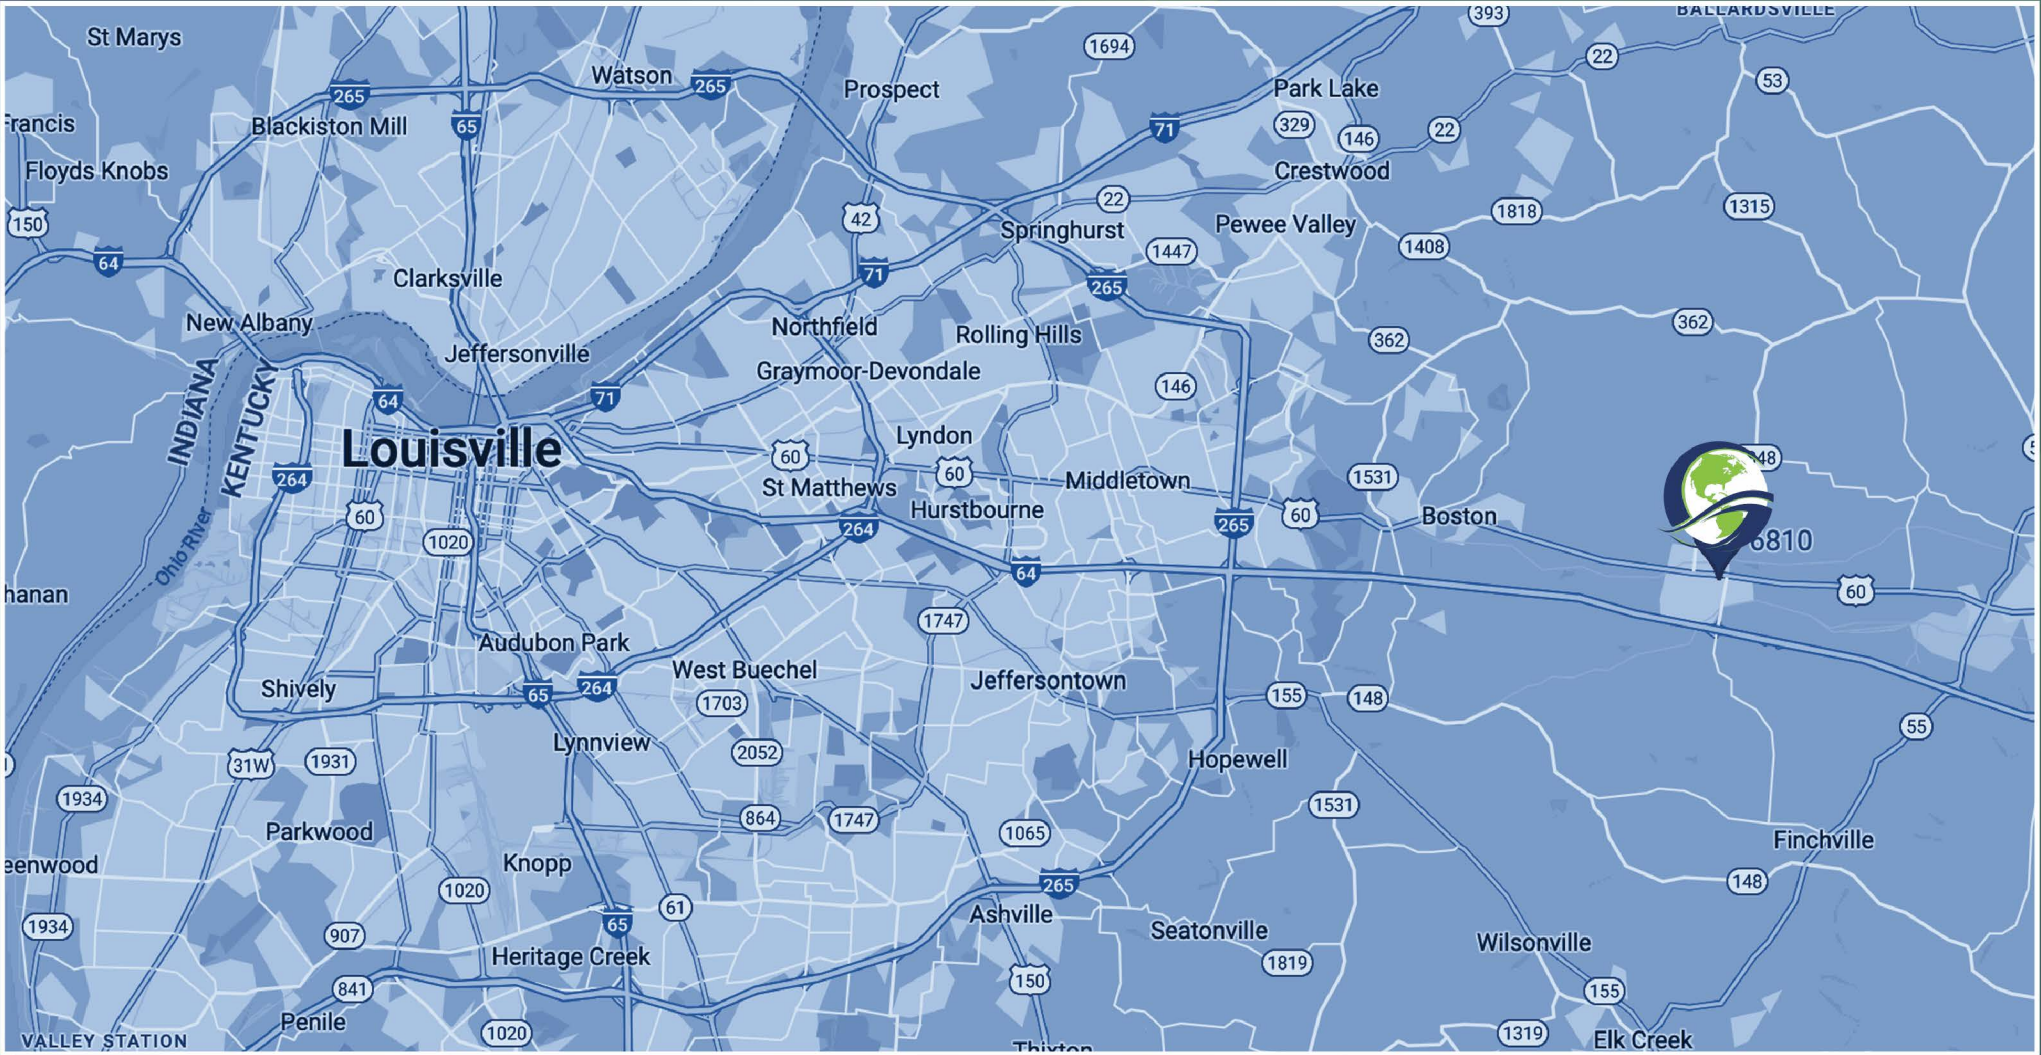 393
BALLARDSVILLE
St Marys
1694
22
Watson
265
Prospect
53
Park Lake
265
Francis
Blackiston Mill
65
71
329
146
22
Floyds Knobs
Crestwood
22
1818
1315
150
42
Springhurst
Pewee Valley
1408
1447
64
Clarksville
71
265
New Albany
Northfield
Rolling Hills
362
362
Jeffersonville
Graymoor-Devondale
146
INDIANA
KENTUCKY
64
71
Louisville
Lyndon
60
60
48
264
St Matthews
Middletown
1531
60
Hurstbourne
265
60
Boston
264
1020
6810
Ohio River
64
hanan
60
1747
Audubon Park
West Buechel
Jeffersontown
Shively
65
264
1703
155
148
55
Lynnview
2052
Hopewell
31W
1931
1934
1531
Parkwood
864
1747
1065
Finchville
eenwood
Knopp
148
1020
265
61
Ashville
1934
907
65
Seatonville
Wilsonville
Heritage Creek
1819
841
150
155
Penile
1020
1319
Elk Creek
VALLEY STATION
Thixton